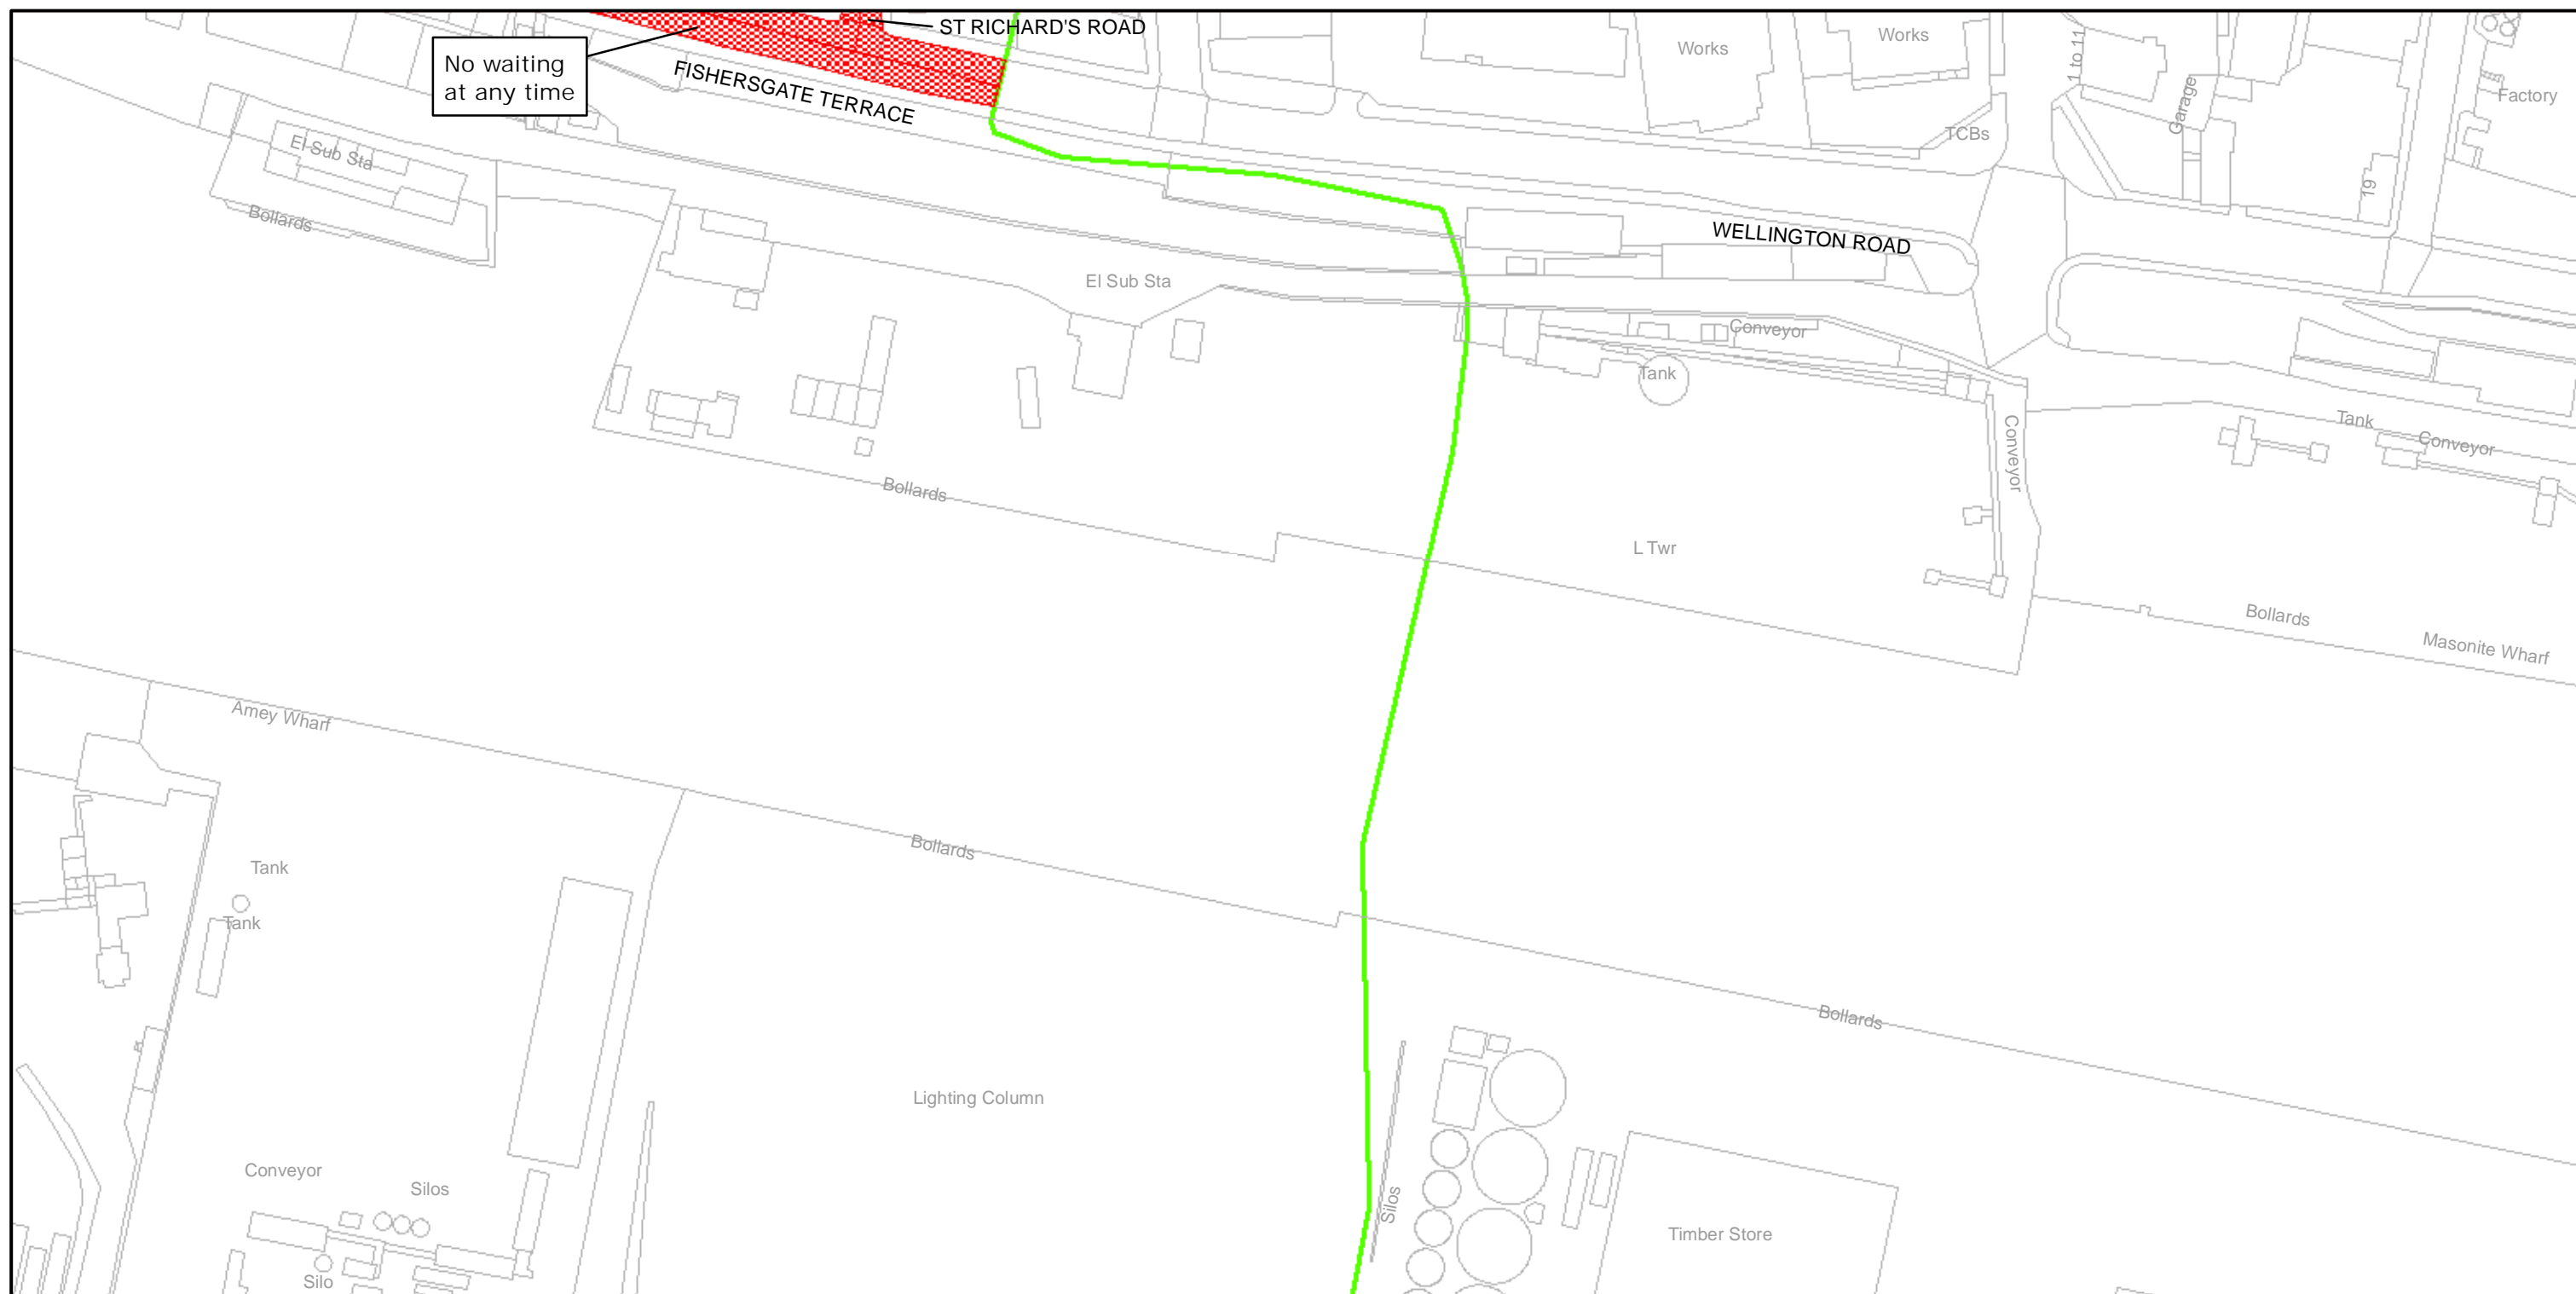 ST RICHARD'S ROAD
No waiting
at any time
FISHERSGATE TERRACE
Works
Works
1 to 11
Garage
Factory
TCBs
El Sub Sta
19
Bollards
WELLINGTON ROAD
El Sub Sta
Conveyor
Tank
Conveyor
Tank
Conveyor
Bollards
L Twr
Bollards
Masonite Wharf
Amey Wharf
Bollards
Tank
Tank
Bollards
Lighting Column
Conveyor
Silos
Silos
Timber Store
Silo